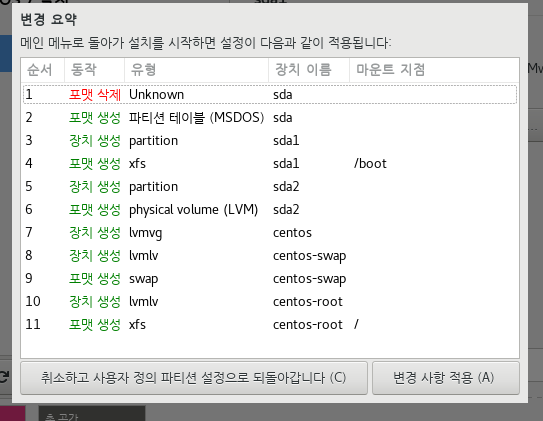 sda1
변경 요약
메인 메뉴로 돌아가 설치를 시작하면 설정이 다음과 같이 적용됩니다:
순서 동작 유형 장치 이름 마운트 지점
1 포맷 삭제 Unknown sda
2 포맷 생성 파티션 테이블 (MSDOS) sda
3 장치 생성 partition sda1
4 포맷 생성 xfs sda1 /boot
5 장치 생성 partition sda2
6 포맷 생성 physical volume (LVM) sda2
7 장치 생성 lvmvg centos
8 장치 생성 lvmlv centos-swap
9 포맷 생성 swap centos-swap
10 장치 생성 lvmlv centos-root
11 포맷 생성 xfs centos-root /
취소하고 사용자 정의 파티션 설정으로 되돌아갑니다 (C) 변경 사항 적용 (A)
총 공간